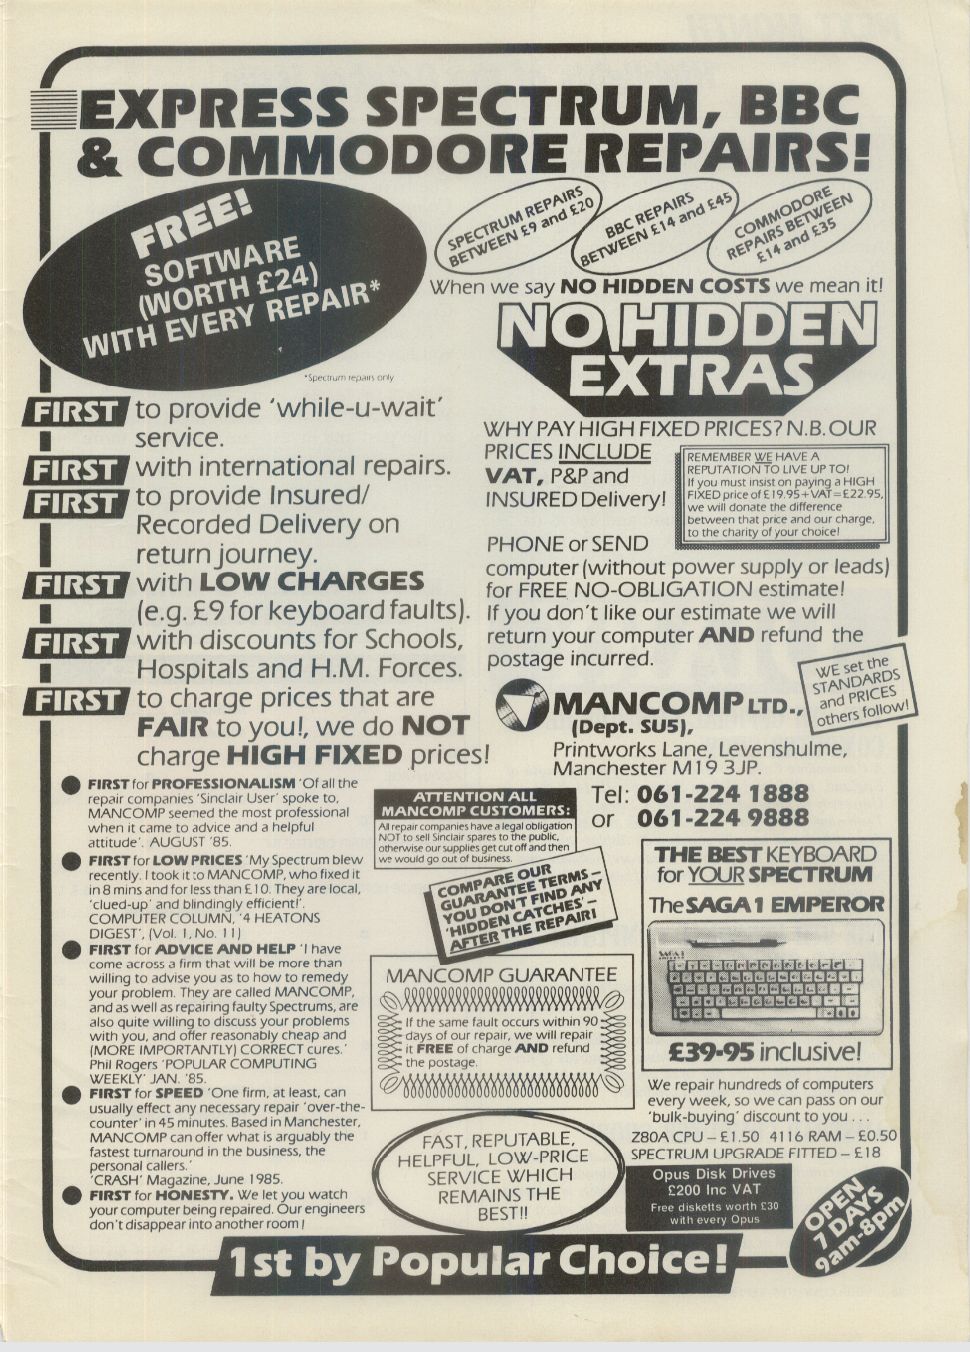 EXPRESS SPECTRUM, BBC
& COMMODORE REPAIRS!
FREE!
SOFTWARE
(WORTH £24)
WITH EVERY REPAIR*
*Spectrum repairs only
SPECTRUM REPAIRS
BETWEEN £9 and £20
BBC REPAIRS
BETWEEN £14 and £45
COMMODORE
REPAIRS BETWEEN
£14 and £35
When we say NO HIDDEN COSTS we mean it!
NO HIDDEN
EXTRAS
FIRST to provide 'while-u-wait'
service.
FIRST with international repairs.
FIRST to provide Insured/
Recorded Delivery on
return journey.
FIRST with LOW CHARGES
(e.g. £9 for keyboard faults).
FIRST with discounts for Schools,
Hospitals and H.M. Forces.
FIRST to charge prices that are
FAIR to you!, we do NOT
charge HIGH FIXED prices!
WHY PAY HIGH FIXED PRICES? N.B. OUR
PRICES INCLUDE
VAT, P&P and
INSURED Delivery!
REMEMBER WE HAVE A
REPUTATION TO LIVE UP TO!
If you must insist on paying a HIGH
FIXED price of £19.95+VAT=£22.95,
we will donate the difference
between that price and our charge,
to the charity of your choice!
PHONE or SEND
computer (without power supply or leads)
for FREE NO-OBLIGATION estimate!
If you don't like our estimate we will
return your computer AND refund the
postage incurred.
WE set the
STANDARDS
and PRICES
others follow!
MANCOMP LTD.,
(Dept. SU5),
Printworks Lane, Levenshulme,
Manchester M19 3JP.
Tel: 061-224 1888
or 061-224 9888
FIRST for PROFESSIONALISM 'Of all the
repair companies 'Sinclair User' spoke to,
MANCOMP seemed the most professional
when it came to advice and a helpful
attitude'. AUGUST '85.
FIRST for LOW PRICES 'My Spectrum blew
recently. I took it to MANCOMP, who fixed it
in 8 mins and for less than £10. They are local,
'clued-up' and blindingly efficient!'.
COMPUTER COLUMN, '4 HEATONS
DIGEST', (Vol. 1, No. 11)
FIRST for ADVICE AND HELP 'I have
come across a firm that will be more than
willing to advise you as to how to remedy
your problem. They are called MANCOMP,
and as well as repairing faulty Spectrums, are
also quite willing to discuss your problems
with you, and offer reasonably cheap and
(MORE IMPORTANTLY) CORRECT cures.'
Phil Rogers 'POPULAR COMPUTING
WEEKLY' JAN. '85.
FIRST for SPEED 'One firm, at least, can
usually effect any necessary repair 'over-the-
counter' in 45 minutes. Based in Manchester,
MANCOMP can offer what is arguably the
fastest turnaround in the business, the
personal callers.'
'CRASH' Magazine, June 1985.
FIRST for HONESTY. We let you watch
your computer being repaired. Our engineers
don't disappear into another room!
ATTENTION ALL
MANCOMP CUSTOMERS:
All repair companies have a legal obligation
NOT to sell Sinclair spares to the public,
otherwise our supplies get cut off and then
we would go out of business.
COMPARE OUR
GUARANTEE TERMS –
YOU DON'T FIND ANY
'HIDDEN CATCHES' –
AFTER THE REPAIR!
MANCOMP GUARANTEE
If the same fault occurs within 90
days of our repair, we will repair
it FREE of charge AND refund
the postage.
FAST, REPUTABLE,
HELPFUL, LOW-PRICE
SERVICE WHICH
REMAINS THE
BEST!!
THE BEST KEYBOARD
for YOUR SPECTRUM
The SAGA 1 EMPEROR
SAGA 1
£39·95 inclusive!
We repair hundreds of computers
every week, so we can pass on our
'bulk-buying' discount to you . . .
Z80A CPU – £1.50 4116 RAM – £0.50
SPECTRUM UPGRADE FITTED – £18
Opus Disk Drives
£200 Inc VAT
Free disketts worth £30
with every Opus
OPEN
7 DAYS
9am-8pm
1st by Popular Choice!